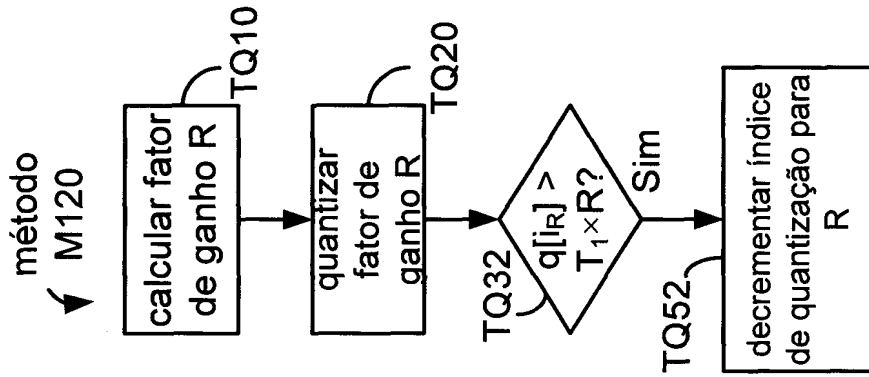 método
M120
calcular fator
de ganho R
TQ10
quantizar
fator de
ganho R
TQ20
q[iR] >
T1 × R?
TQ32
Sim
decrementar índice
de quantização para
R
TQ52